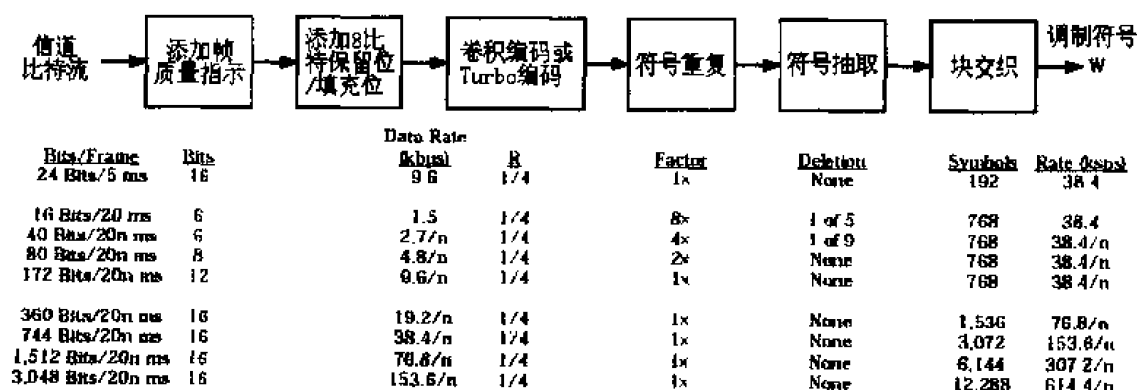 信道
比特流
添加帧
质量指示
添加8比
特保留位
/填充位
卷积编码或
Turbo编码
符号重复
符号抽取
块交织
调制符号
W
Data Rate
Bits/Frame Bits (kbps) R Factor Deletion Symbols Rate (ksps)
24 Bits/5 ms 16 9.6 1/4 1× None 192 38.4
16 Bits/20 ms 6 1.5 1/4 8× 1 of 5 768 38.4
40 Bits/20n ms 6 2.7/n 1/4 4× 1 of 9 768 38.4/n
80 Bits/20n ms 8 4.8/n 1/4 2× None 768 38.4/n
172 Bits/20n ms 12 9.6/n 1/4 1× None 768 38.4/n
360 Bits/20n ms 16 19.2/n 1/4 1× None 1,536 76.8/n
744 Bits/20n ms 16 38.4/n 1/4 1× None 3,072 153.6/n
1,512 Bits/20n ms 16 76.8/n 1/4 1× None 6,144 307.2/n
3,048 Bits/20n ms 16 153.6/n 1/4 1× None 12,288 614.4/n